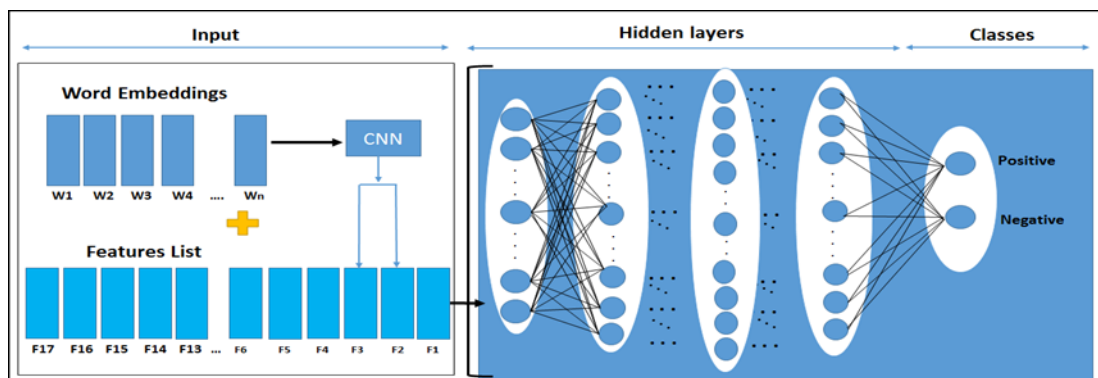 Input
Hidden layers
Classes
Word Embeddings
CNN
W1 W2 W3 W4 .... Wn
Features List
F17 F16 F15 F14 F13 ... F6 F5 F4 F3 F2 F1
Positive
Negative